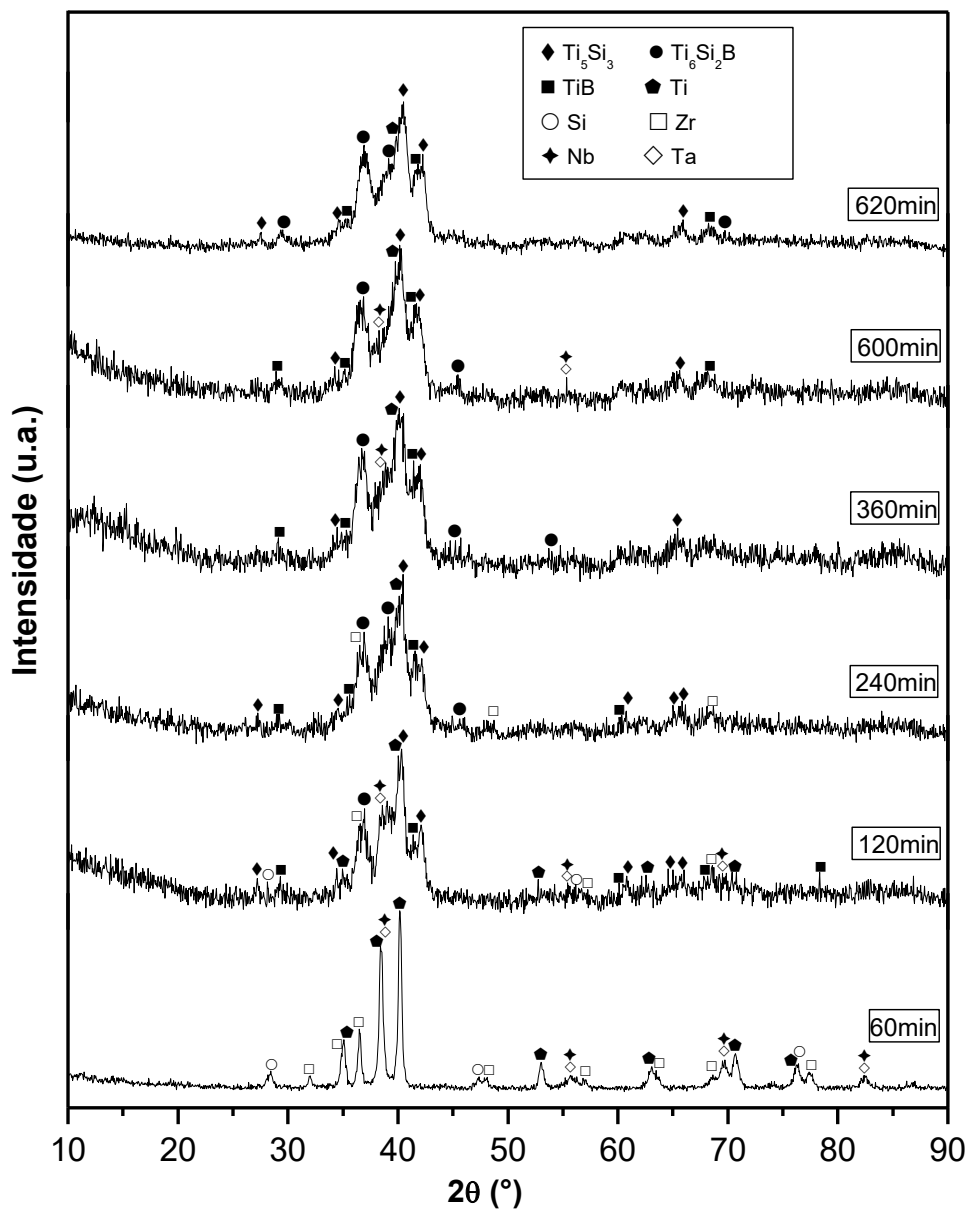 Ti5Si3 Ti6Si2B
TiB Ti
Si Zr
Nb Ta
620min
600min
360min
240min
120min
60min
Intensidade (u.a.)
10 20 30 40 50 60 70 80 90
2θ (°)